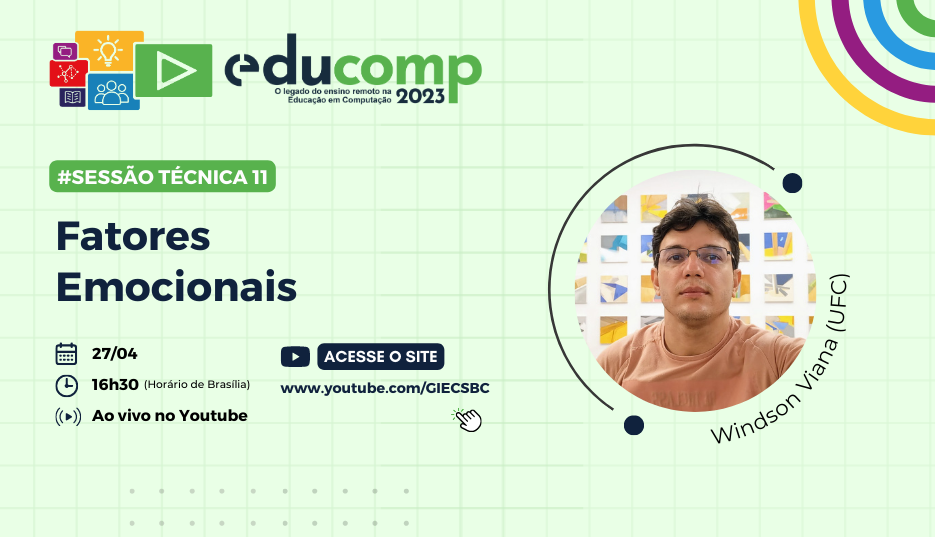 educomp
O legado do ensino remoto na
Educação em Computação
2023
#SESSÃO TÉCNICA 11
Fatores
Emocionais
27/04
16h30 (Horário de Brasília)
Ao vivo no Youtube
ACESSE O SITE
www.youtube.com/GIECSBC
Windson Viana (UFC)